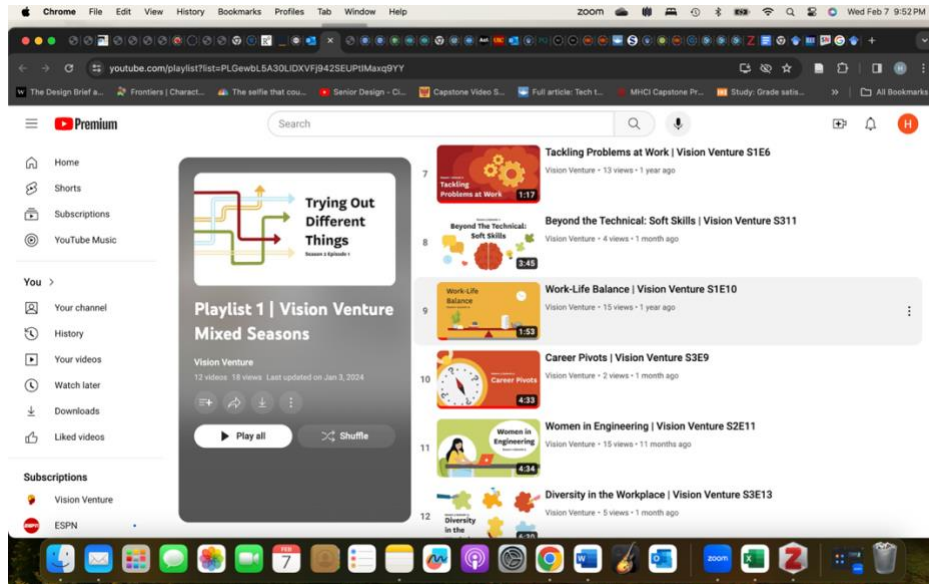 Chrome File Edit View History Bookmarks Profiles Tab Window Help zoom Wed Feb 7 9:52 PM
youtube.com/playlist?list=PLGewbL5A30LIDXVFj942SEUPtIMaxq9YY
The Design Brief a... Frontiers | Charact... The selfie that cou... Senior Design - Ci... Capstone Video S... Full article: Tech t... MHCI Capstone Pr... Study: Grade satis... >> All Bookmarks
Premium
Search
H
Home
Shorts
Subscriptions
YouTube Music
You >
Your channel
History
Your videos
Watch later
Downloads
Liked videos
Subscriptions
Vision Venture
ESPN
Trying Out
Different
Things
Season 2 Episode 1
Playlist 1 | Vision Venture
Mixed Seasons
Vision Venture
12 videos 18 views Last updated on Jan 3, 2024
Play all Shuffle
7
Tackling
Problems at Work
1:17
Tackling Problems at Work | Vision Venture S1E6
Vision Venture • 13 views • 1 year ago
8
Beyond The Technical:
Soft Skills
3:45
Beyond the Technical: Soft Skills | Vision Venture S311
Vision Venture • 4 views • 1 month ago
9
Work-Life
Balance
1:53
Work-Life Balance | Vision Venture S1E10
Vision Venture • 15 views • 1 year ago
10
Career Pivots
4:33
Career Pivots | Vision Venture S3E9
Vision Venture • 2 views • 1 month ago
11
Women in
Engineering
4:34
Women in Engineering | Vision Venture S2E11
Vision Venture • 15 views • 11 months ago
12
Diversity
in the
6:30
Diversity in the Workplace | Vision Venture S3E13
Vision Venture • 5 views • 1 month ago
FEB
7
zoom